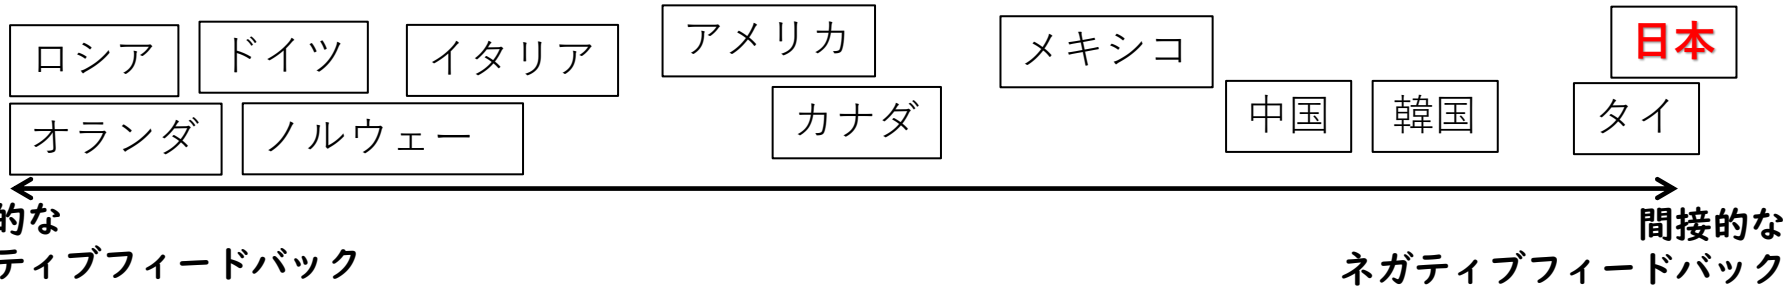 ロシア
ドイツ
イタリア
アメリカ
メキシコ
日本
オランダ
ノルウェー
カナダ
中国
韓国
タイ
的な
ティブフィードバック
間接的な
ネガティブフィードバック